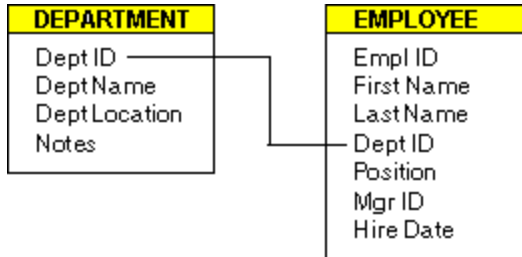 DEPARTMENT
Dept ID
Dept Name
Dept Location
Notes
EMPLOYEE
Empl ID
First Name
Last Name
Dept ID
Position
Mgr ID
Hire Date